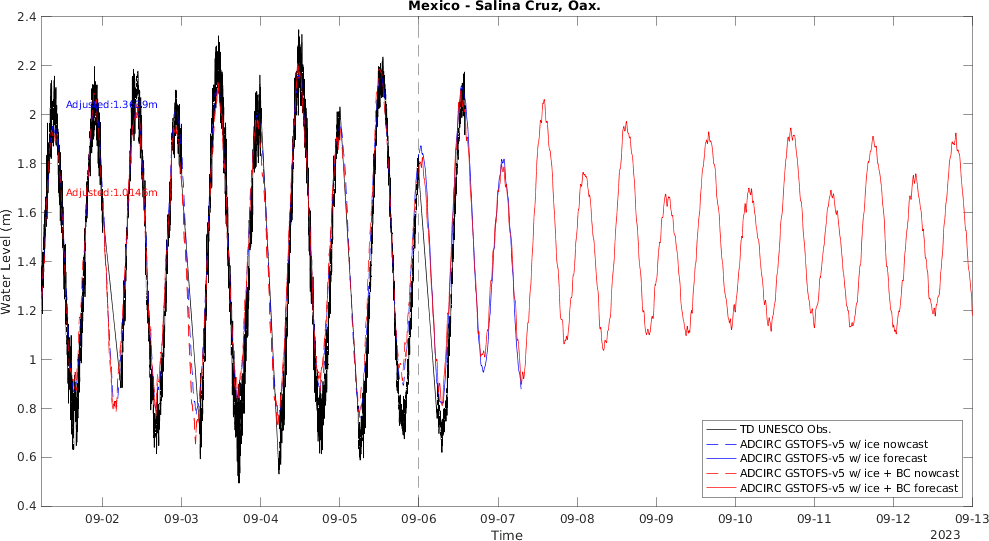 Mexico - Salina Cruz, Oax.
2.4
2.2
2
1.8
1.6
1.4
1.2
1
0.8
0.6
0.4
Water Level (m)
Adjusted:
Adjusted:1.0146m
TD UNESCO Obs.
ADCIRC GSTOFS-v5 w/ ice nowcast
ADCIRC GSTOFS-v5 w/ ice forecast
ADCIRC GSTOFS-v5 w/ ice + BC nowcast
ADCIRC GSTOFS-v5 w/ ice + BC forecast
09-02 09-03 09-04 09-05 09-06 09-07 09-08 09-09 09-10 09-11 09-12 09-13
Time
2023